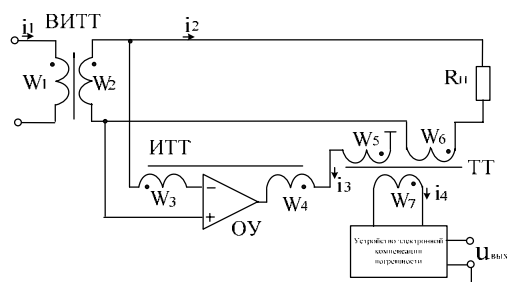 ВИТТ
i1
i2
W1
W2
Rн
ИТТ
W5
W6
ТТ
W3
−
+
ОУ
W4
i3
i4
W7
Устройство электронной
компенсации
погрешности
uвых